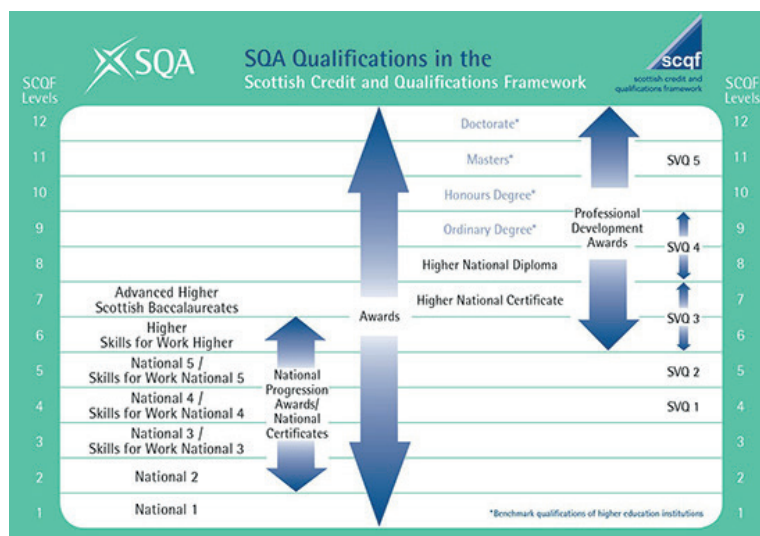 SQA
SQA Qualifications in the
Scottish Credit and Qualifications Framework
scqf
scottish credit and
qualifications framework
SCQF
Levels
SCQF
Levels
12
Doctorate*
12
11
Masters*
SVQ 5
11
10
Honours Degree*
10
9
Ordinary Degree*
Professional
Development
Awards
SVQ 4
9
8
Higher National Diploma
8
7
Advanced Higher
Scottish Baccalaureates
Awards
Higher National Certificate
SVQ 3
7
6
Higher
Skills for Work Higher
6
5
National 5 /
Skills for Work National 5
National
Progression
Awards/
National
Certificates
SVQ 2
5
4
National 4 /
Skills for Work National 4
SVQ 1
4
3
National 3 /
Skills for Work National 3
3
2
National 2
2
1
National 1
*Benchmark qualifications of higher education institutions
1